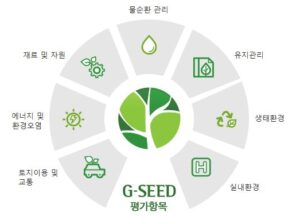 물순환 관리
재료 및 자원
유지관리
에너지 및
환경오염
생태환경
토지이용 및
교통
실내환경
H
G-SEED
평가항목